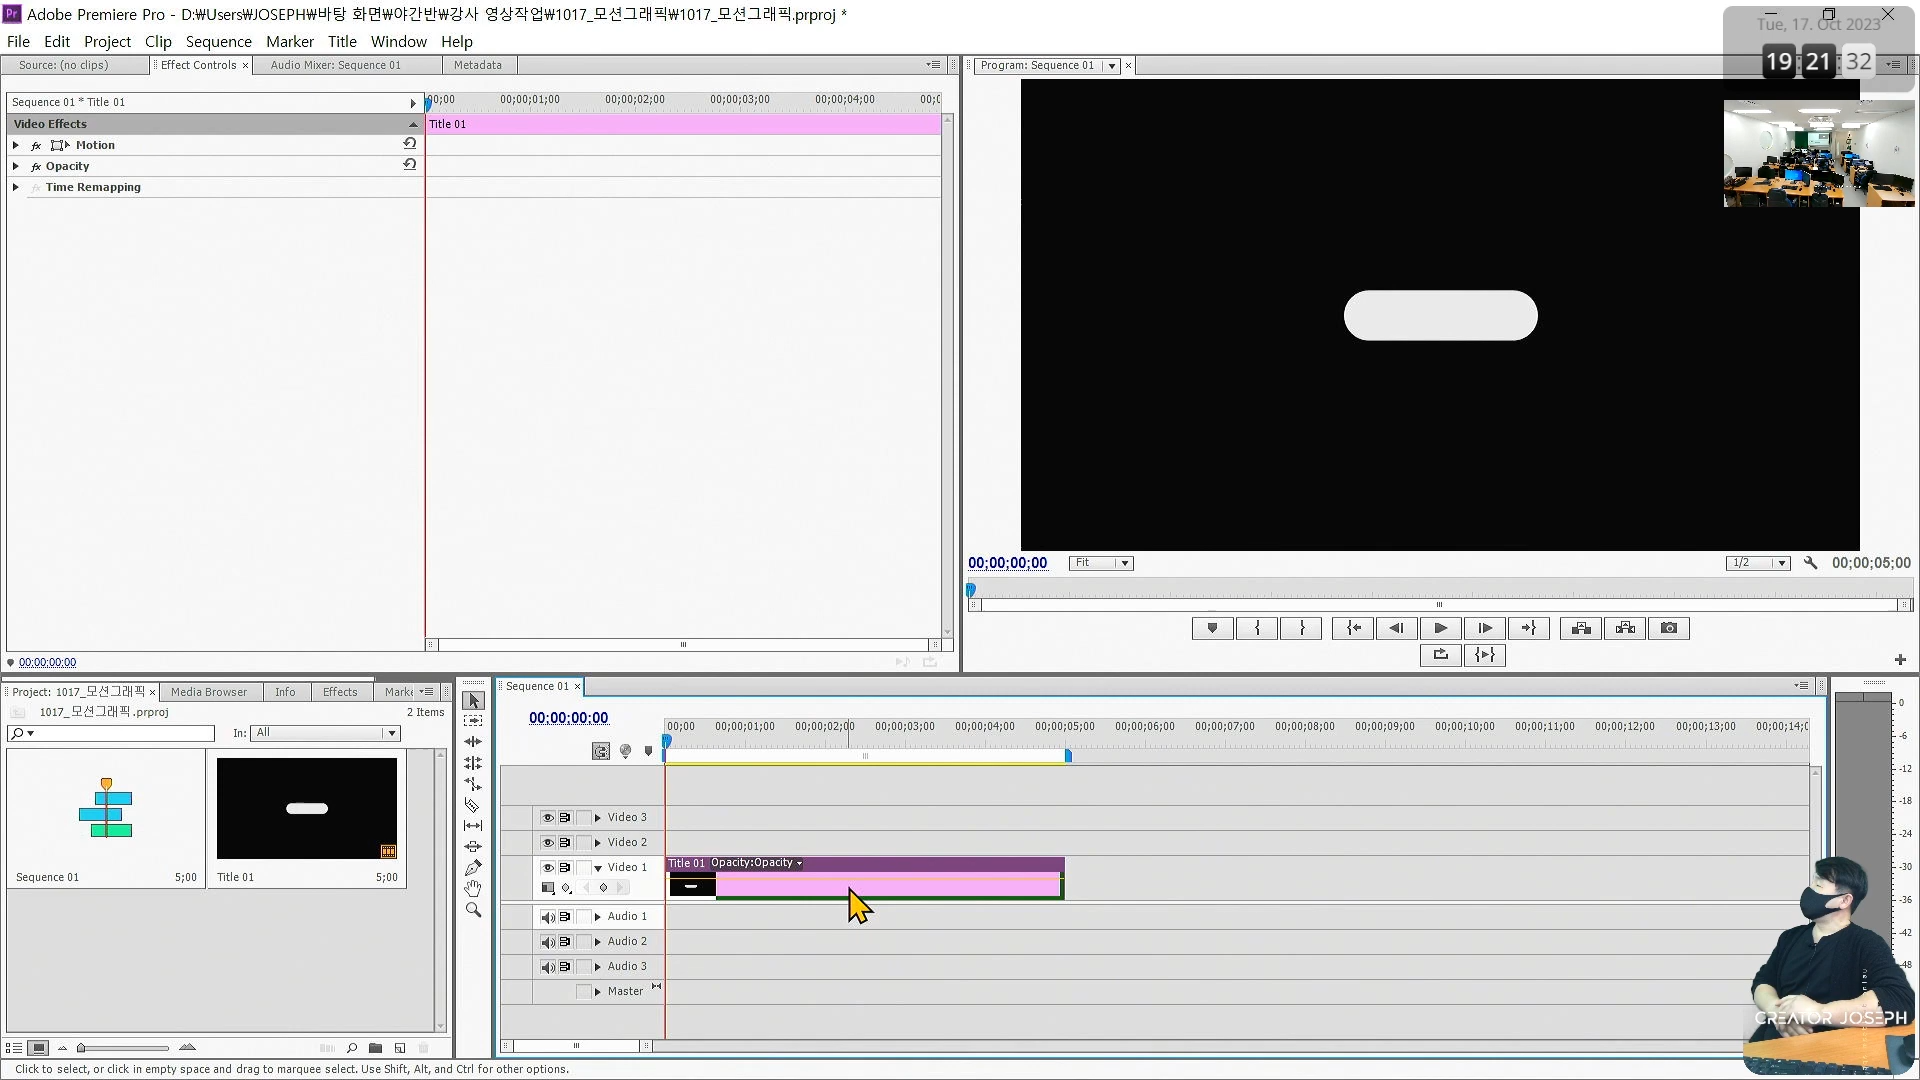 Adobe Premiere Pro - D:₩Users₩JOSEPH₩바탕 화면₩야간반₩강사 영상작업₩1017_모션그래픽₩1017_모션그래픽.prproj *
Tue, 17. Oct 2023
19:21:32
File Edit Project Clip Sequence Marker Title Window Help
Source: (no clips) Effect Controls × Audio Mixer: Sequence 01 Metadata
Program: Sequence 01 ×
Sequence 01 * Title 01
00;00 00;00;01;00 00;00;02;00 00;00;03;00 00;00;04;00
Video Effects
Title 01
fx Motion
fx Opacity
fx Time Remapping
00;00;00;00 Fit 1/2 00;00;05;00
00;00;00;00
Project: 1017_모션그래픽 × Media Browser Info Effects
1017_모션그래픽.prproj 2 Items
In: All
Sequence 01 5;00
Title 01 5;00
Sequence 01 ×
00;00;00;00
00;00 00;00;01;00 00;00;02;00 00;00;03;00 00;00;04;00 00;00;05;00 00;00;06;00 00;00;07;00 00;00;08;00 00;00;09;00 00;00;10;00 00;00;11;00 00;00;12;00 00;00;13;00
Video 3
Video 2
Video 1
Title 01 Opacity:Opacity
Audio 1
Audio 2
Audio 3
Master
0
-6
-12
-18
-24
-30
-36
-42
-48
CREATOR JOSEPH
Click to select, or click in empty space and drag to marquee select. Use Shift, Alt, and Ctrl for other options.